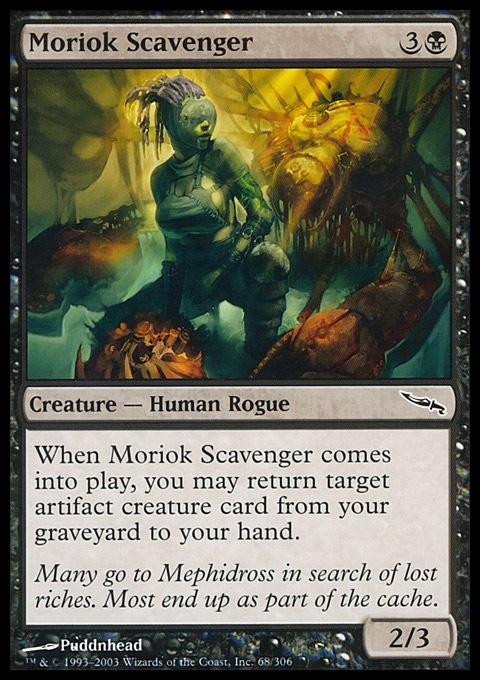 Moriok Scavenger 3
Creature — Human Rogue
When Moriok Scavenger comes
into play, you may return target
artifact creature card from your
graveyard to your hand.
Many go to Mephidross in search of lost
riches. Most end up as part of the cache.
Puddnhead
2/3
™ & © 1993–2003 Wizards of the Coast, Inc. 68/306